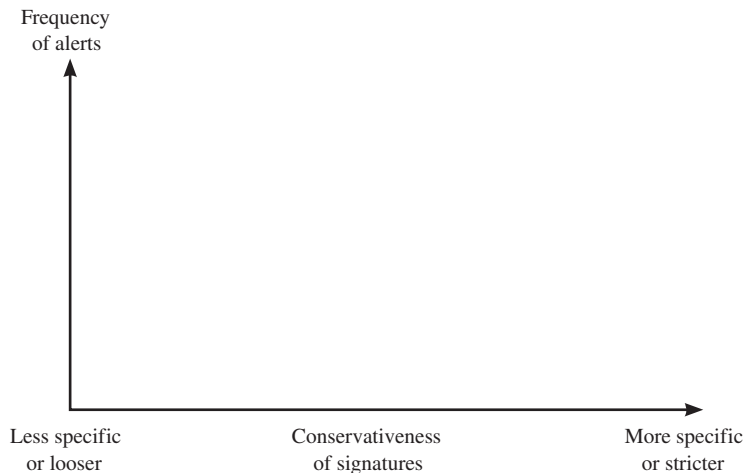 Frequency
of alerts
Less specific
or looser
Conservativeness
of signatures
More specific
or stricter